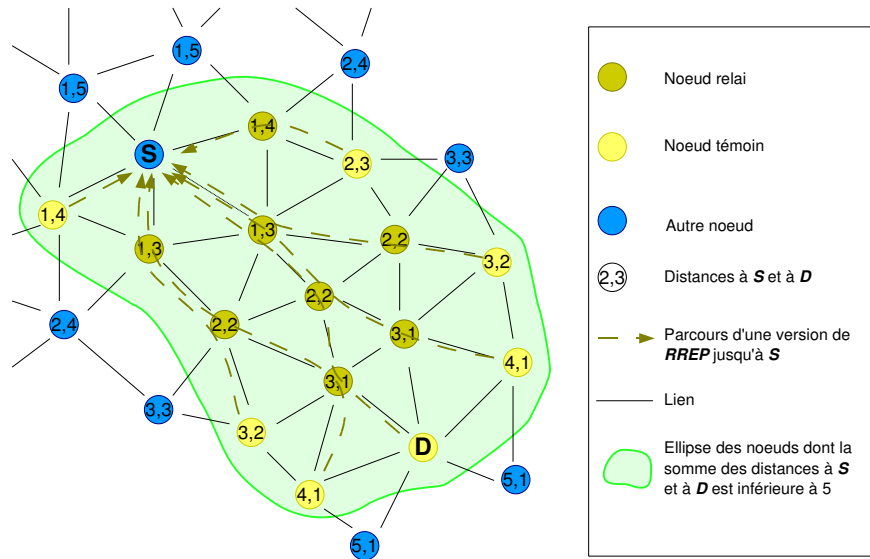 1,5
2,4
1,5
1,4
S
2,3
3,3
1,4
1,3
1,3
2,2
3,2
2,2
2,2
2,4
3,1
4,1
3,1
3,3
3,2
D
4,1
5,1
5,1
Noeud relai
Noeud témoin
Autre noeud
2,3
Distances à S et à D
Parcours d'une version de
RREP jusqu'à S
Lien
Ellipse des noeuds dont la
somme des distances à S
et à D est inférieure à 5